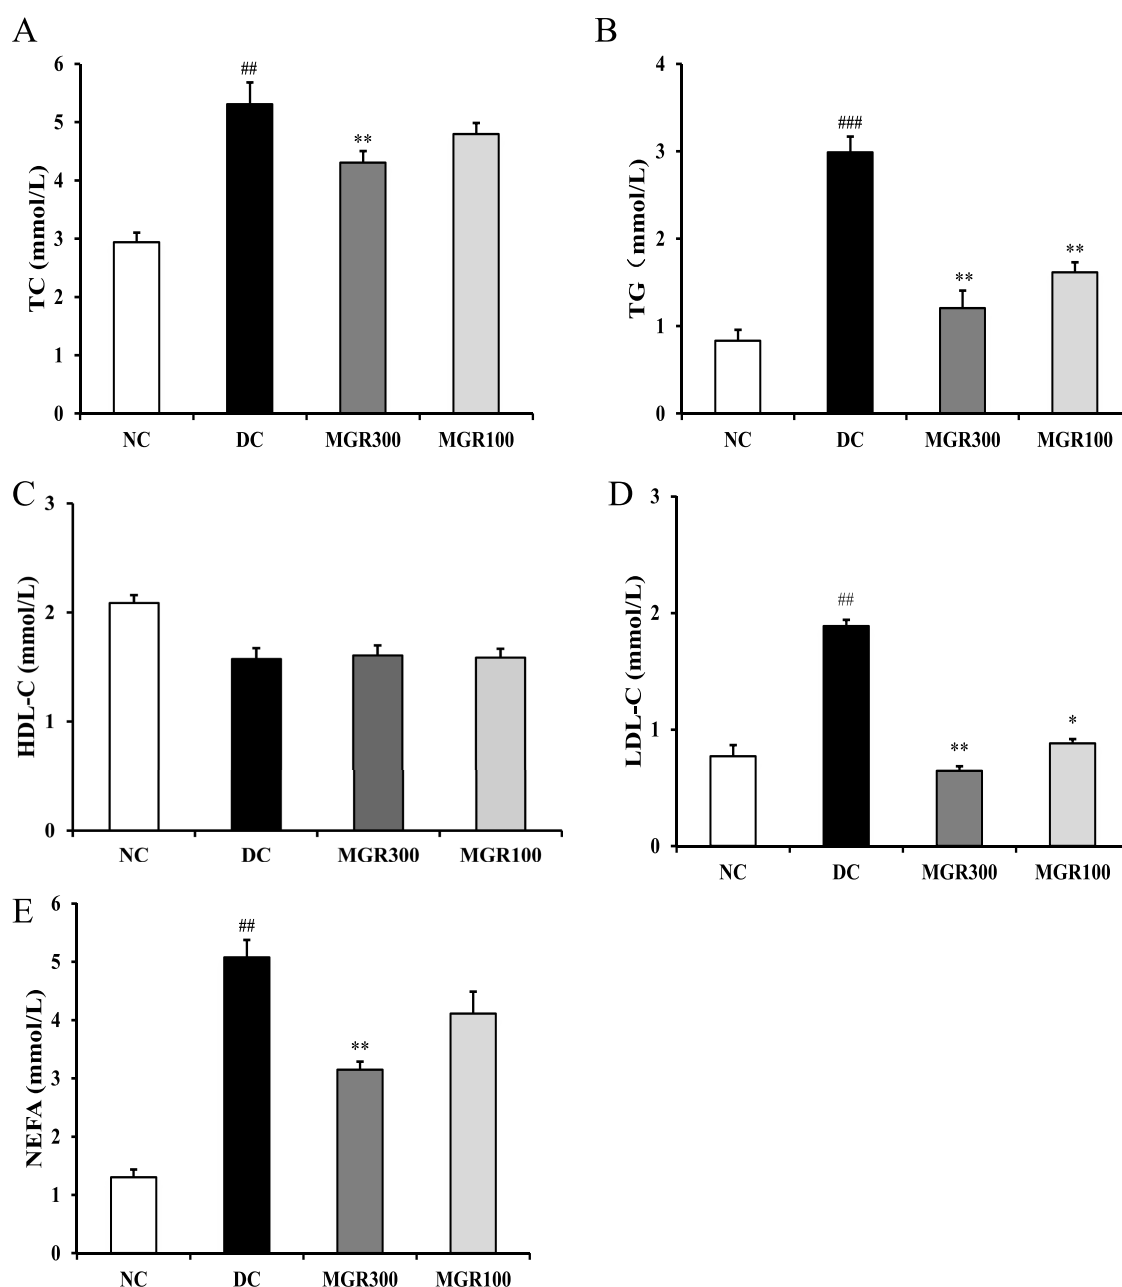 A
TC (mmol/L)
6
5
4
3
2
1
0
##
**
NC DC MGR300 MGR100
B
TG（mmol/L)
4
3
2
1
0
###
**
**
NC DC MGR300 MGR100
C
HDL-C (mmol/L)
3
2
1
0
NC DC MGR300 MGR100
D
LDL-C (mmol/L)
3
2
1
0
##
**
*
NC DC MGR300 MGR100
E
NEFA (mmol/L)
6
5
4
3
2
1
0
##
**
NC DC MGR300 MGR100